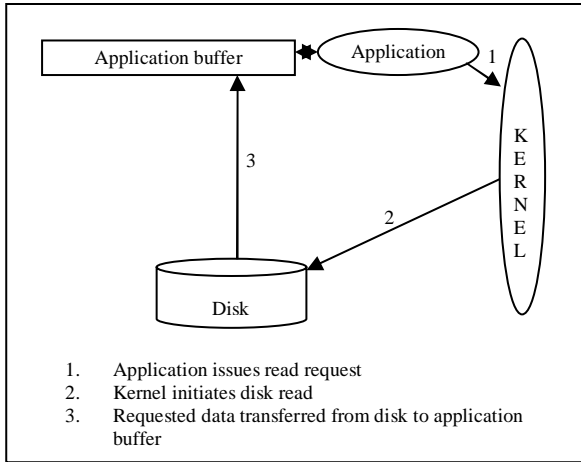 Application buffer
Application
1
K
E
R
N
E
L
3
2
Disk
1. Application issues read request
2. Kernel initiates disk read
3. Requested data transferred from disk to application
buffer